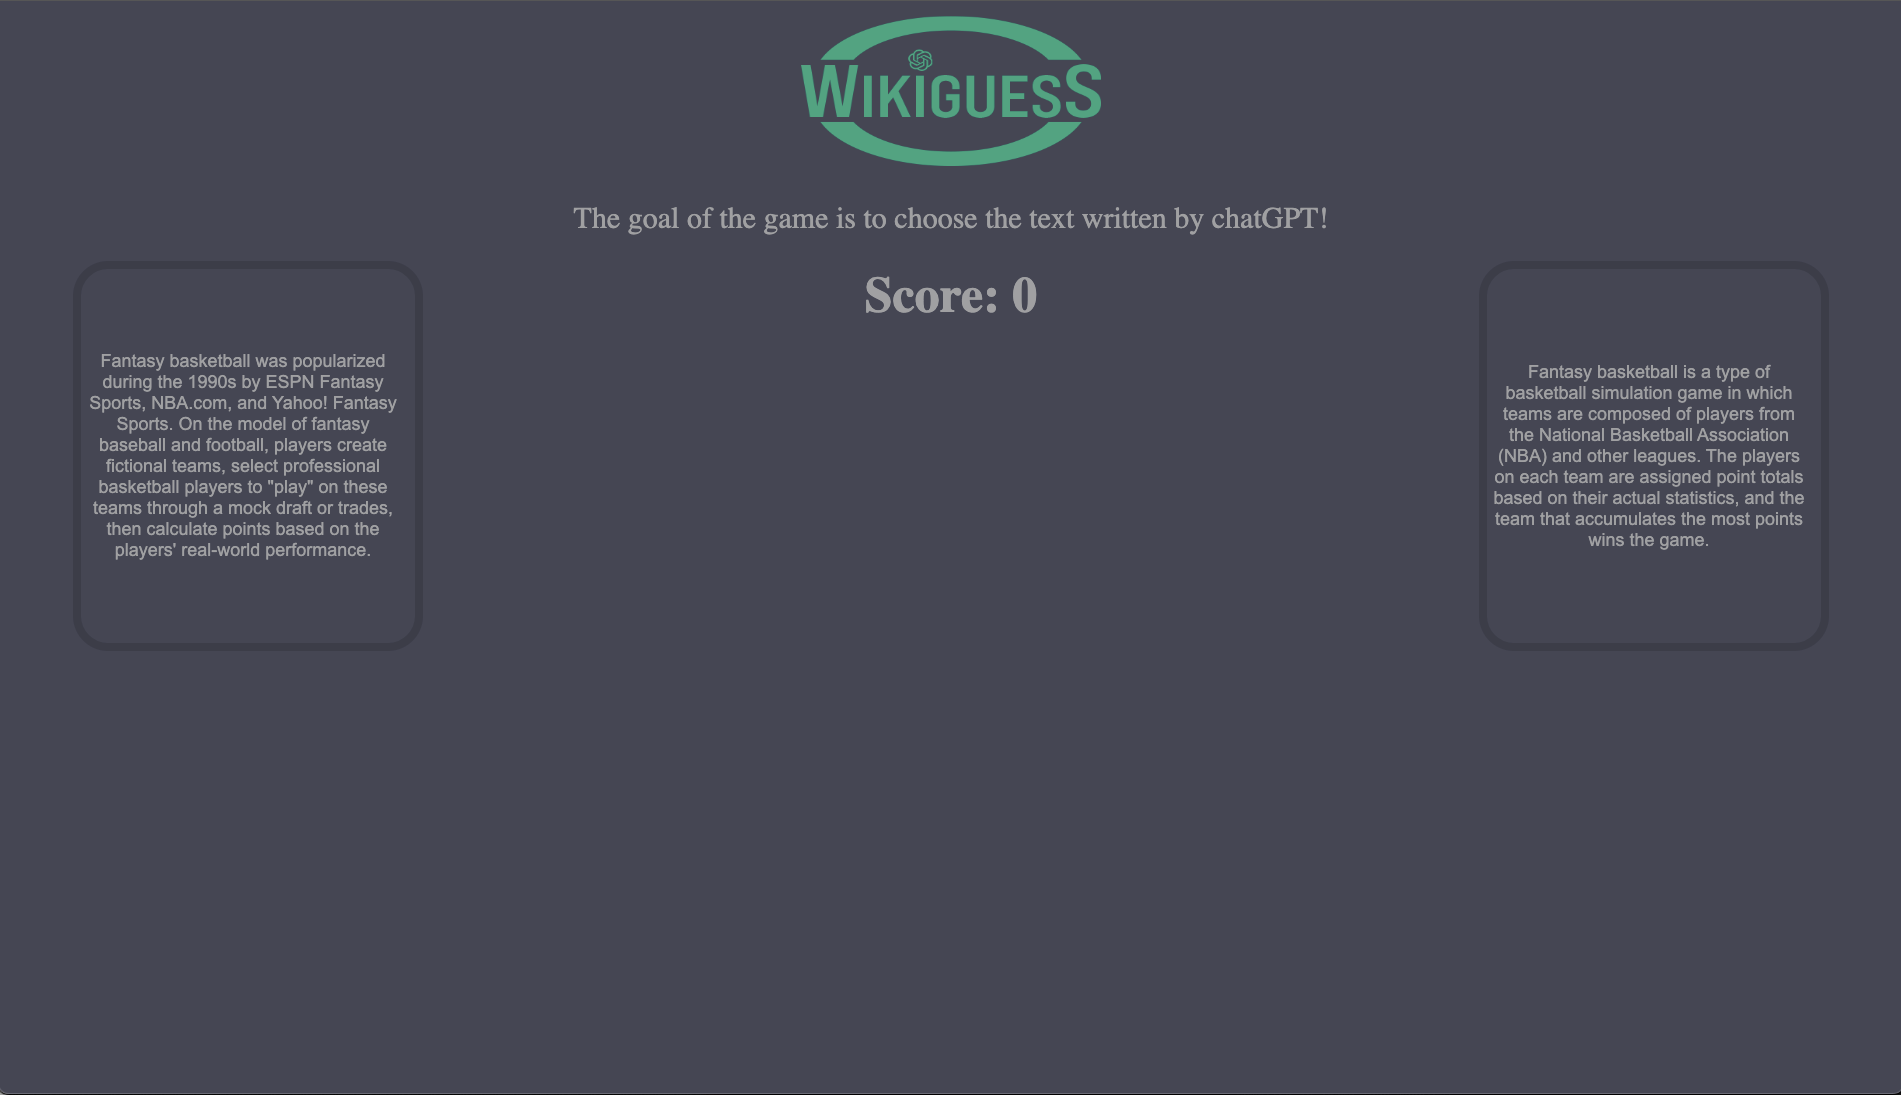 WIKIGUESS
The goal of the game is to choose the text written by chatGPT!
Score: 0
Fantasy basketball was popularized
during the 1990s by ESPN Fantasy
Sports, NBA.com, and Yahoo! Fantasy
Sports. On the model of fantasy
baseball and football, players create
fictional teams, select professional
basketball players to "play" on these
teams through a mock draft or trades,
then calculate points based on the
players' real-world performance.
Fantasy basketball is a type of
basketball simulation game in which
teams are composed of players from
the National Basketball Association
(NBA) and other leagues. The players
on each team are assigned point totals
based on their actual statistics, and the
team that accumulates the most points
wins the game.